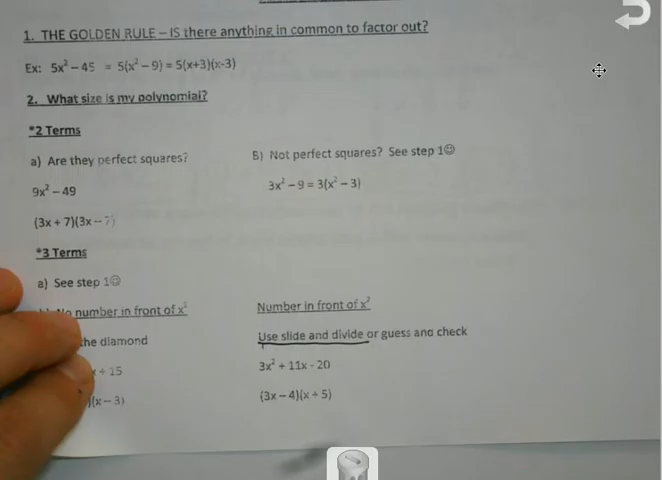 1. THE GOLDEN RULE – IS there anything in common to factor out?
Ex: 5x² – 45 = 5(x² – 9) = 5(x+3)(x-3)
2. What size is my polynomial?
*2 Terms
a) Are they perfect squares?
B) Not perfect squares? See step 1☺
9x² – 49
3x² – 9 = 3(x² – 3)
(3x + 7)(3x – 7)
*3 Terms
a) See step 1☺
No number in front of x²
Number in front of x²
the diamond
Use slide and divide or guess and check
x + 15
3x² + 11x - 20
)(x – 3)
(3x – 4)(x + 5)